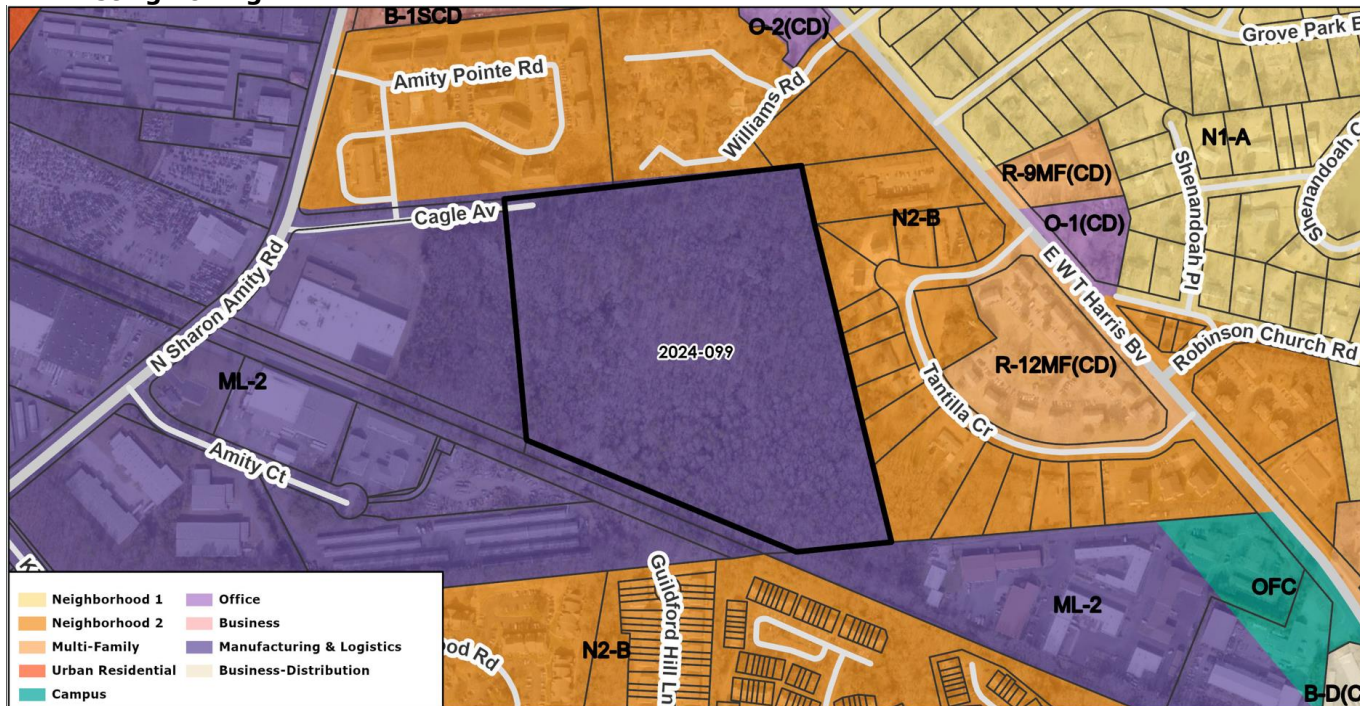 B-1SCD
O-2(CD)
Grove Park
Amity Pointe Rd
Williams Rd
N1-A
R-9MF(CD)
Shenandoah Pl
Shenandoah
Cagle Av
N2-B
O-1(CD)
N Sharon Amity Rd
E W T Harris Bv
2024-099
Robinson Church Rd
R-12MF(CD)
ML-2
Tantilla Cr
Amity Ct
Guildford Hill Ln
OFC
ML-2
N2-B
ood Rd
B-D(C
Neighborhood 1
Neighborhood 2
Multi-Family
Urban Residential
Campus
Office
Business
Manufacturing & Logistics
Business-Distribution